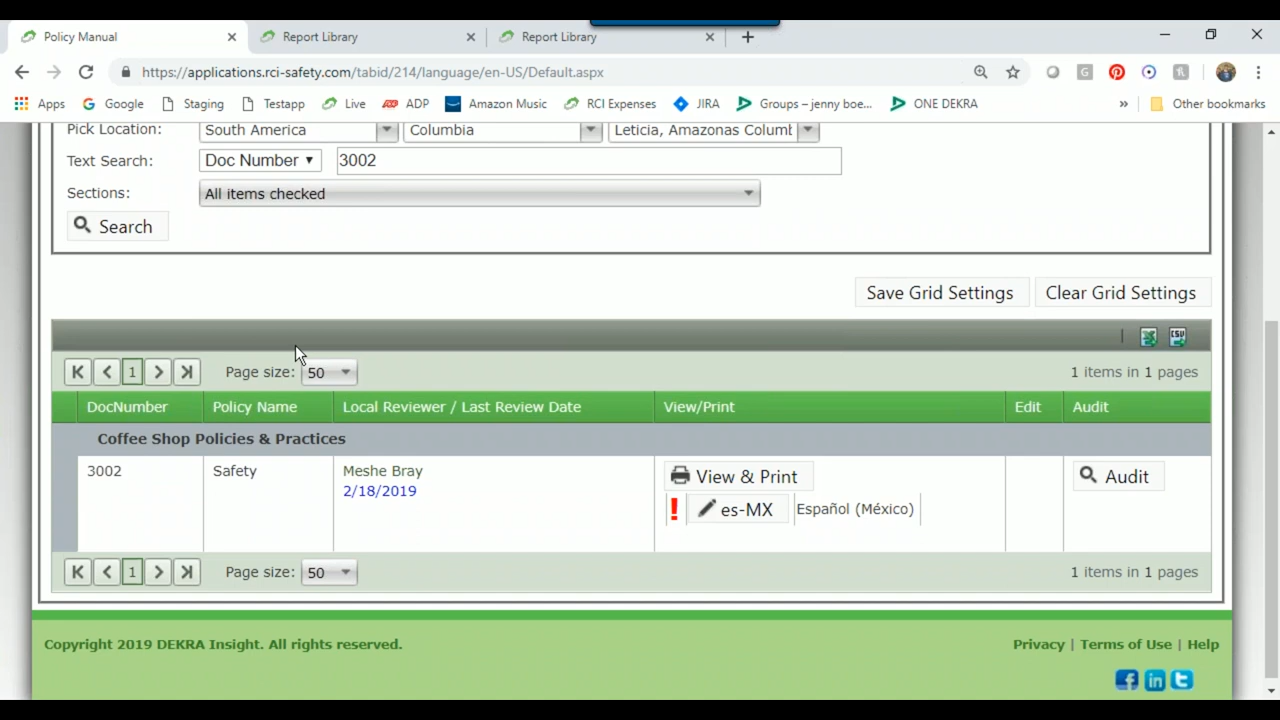 Policy Manual
Report Library
Report Library
https://applications.rci-safety.com/tabid/214/language/en-US/Default.aspx
Apps Google Staging Testapp Live ADP Amazon Music RCI Expenses JIRA Groups – jenny boe... ONE DEKRA » Other bookmarks
Pick Location: South America Columbia Leticia, Amazonas Columb
Text Search: Doc Number 3002
Sections: All items checked
Search
Save Grid Settings Clear Grid Settings
CSV
1 Page size: 50 1 items in 1 pages
DocNumber Policy Name Local Reviewer / Last Review Date View/Print Edit Audit
Coffee Shop Policies & Practices
3002 Safety Meshe Bray View & Print Audit
2/18/2019 ! es-MX Español (México)
1 Page size: 50 1 items in 1 pages
Copyright 2019 DEKRA Insight. All rights reserved. Privacy | Terms of Use | Help